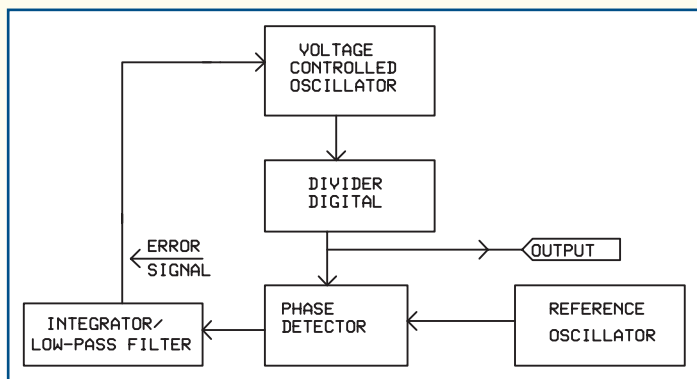 VOLTAGE
CONTROLLED
OSCILLATOR
DIVIDER
DIGITAL
OUTPUT
ERROR
SIGNAL
PHASE
DETECTOR
REFERENCE
OSCILLATOR
INTEGRATOR/
LOW-PASS FILTER